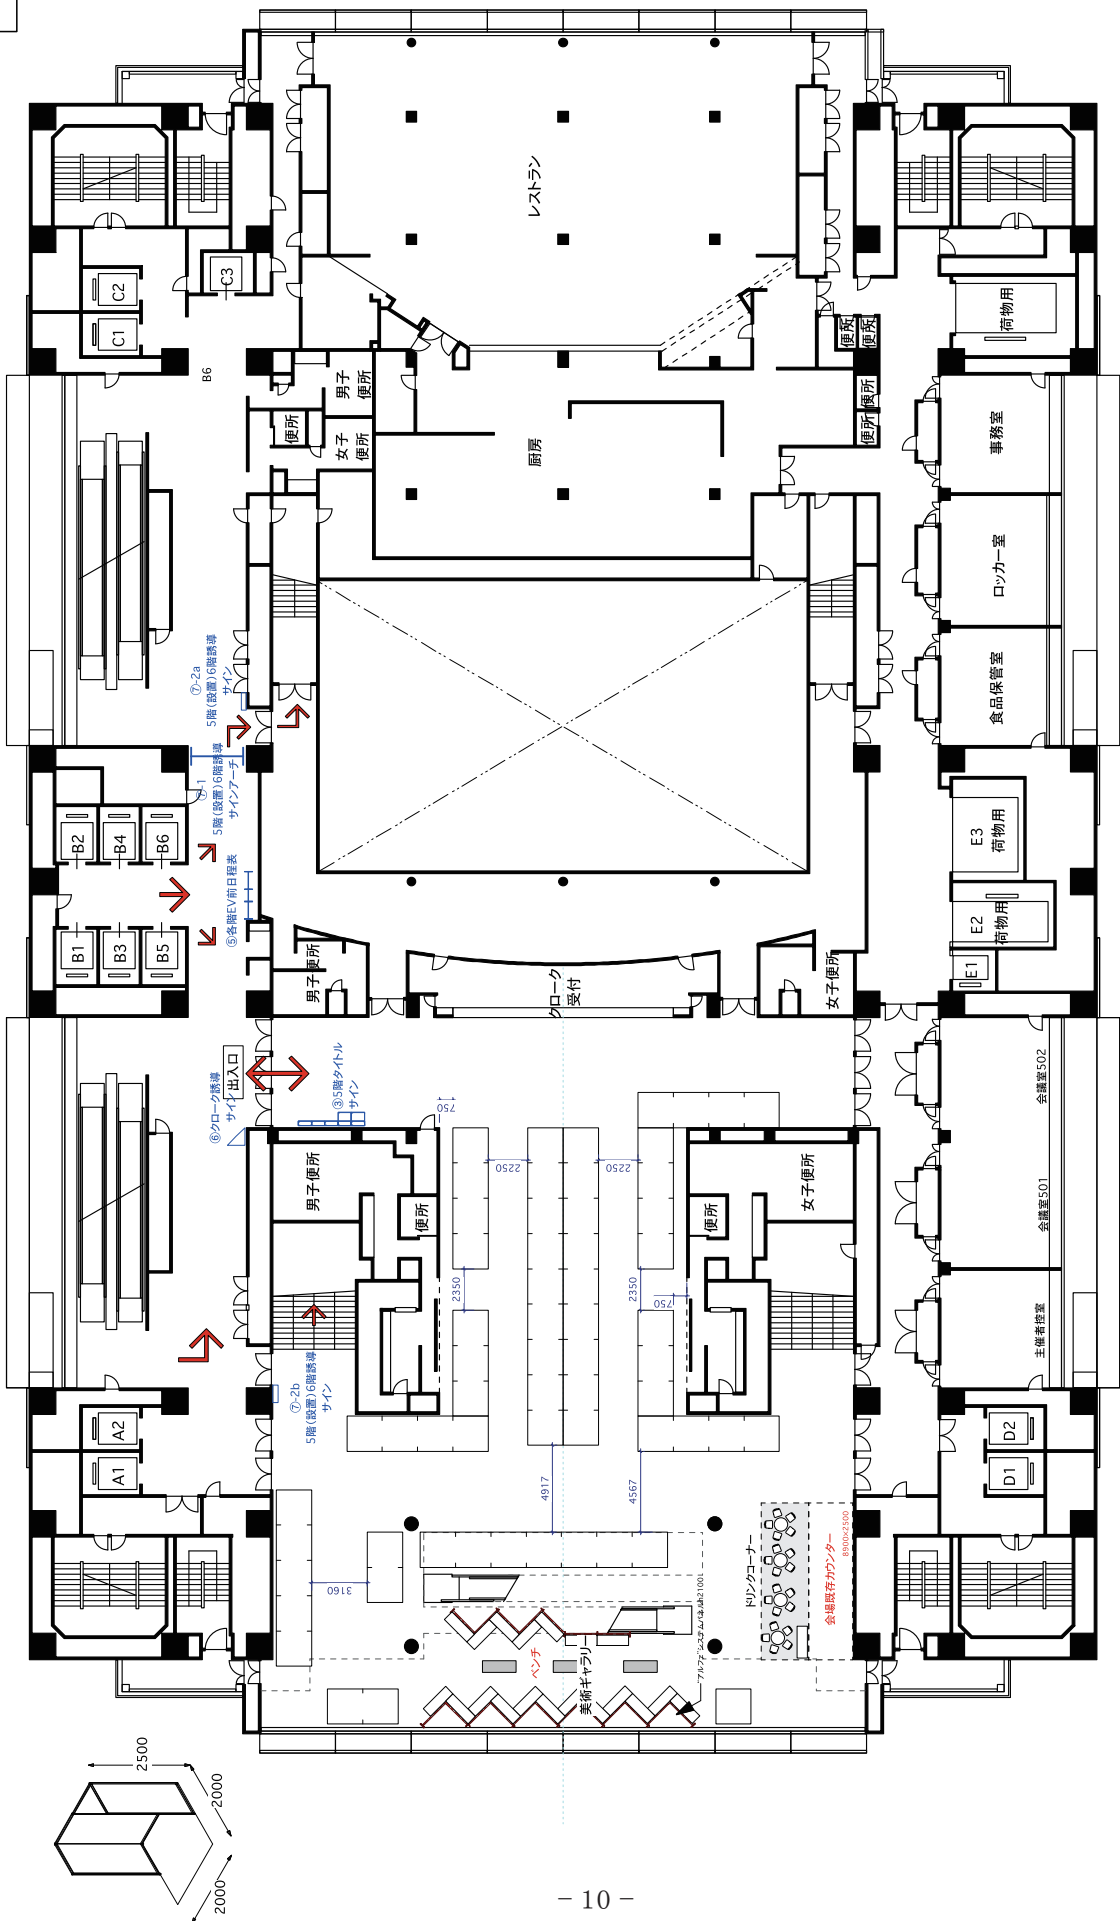 レストラン
C3
C2
C1
荷物用
便所
便所
B6
男子
便所
便所
女子
便所
厨房
便所
便所
事務室
ロッカー室
食品保管室
⑦-2a
5階(設置)6階誘導
サイン
⑦-1
5階(設置)6階誘導
サインアーチ
B2
B4
B6
⑤各階EV前日程表
B1
B3
B5
E3
荷物用
E2
荷物用
E1
男子便所
クローク
受付
女子便所
⑥クローク誘導
サイン
出入口
③5階タイトル
サイン
750
2250
2250
会議室502
男子便所
便所
便所
女子便所
会議室501
2350
2350
750
主催者控室
⑦-2b
5階(設置)6階誘導
サイン
A2
A1
D2
D1
4917
4567
3160
ドリンクコーナー
会場既存カウンター
8900×2500
ベンチ
美術ギャラリー
2500
2000
2000
- 10 -